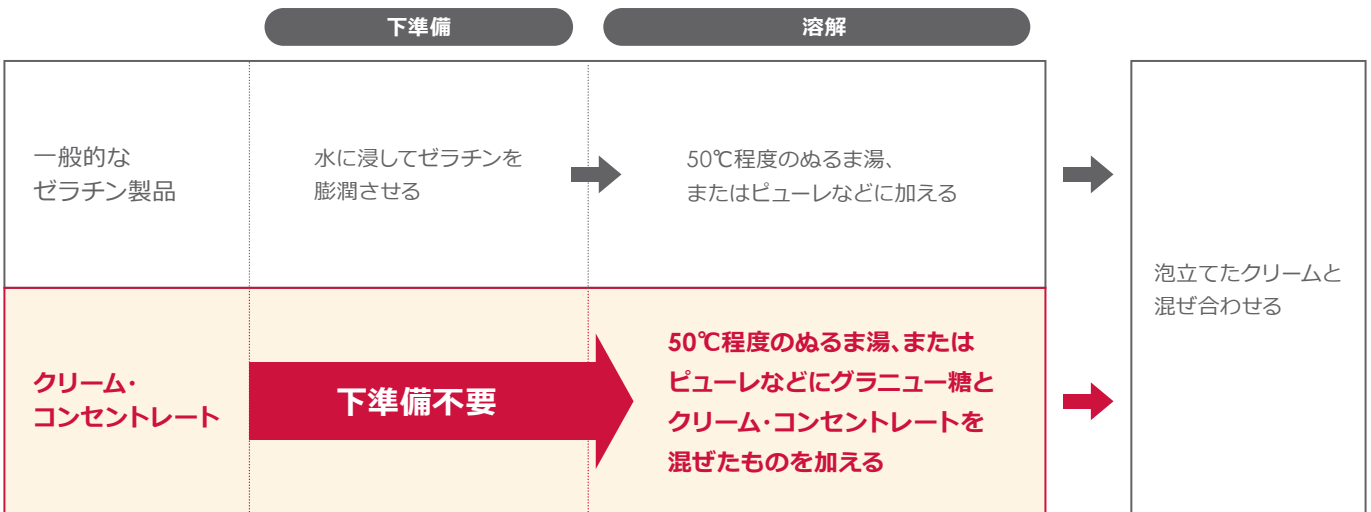 下準備
溶解
一般的な
ゼラチン製品
水に浸してゼラチンを
膨潤させる
50℃程度のぬるま湯、
またはピューレなどに加える
クリーム・
コンセントレート
下準備不要
50℃程度のぬるま湯、または
ピューレなどにグラニュー糖と
クリーム・コンセントレートを
混ぜたものを加える
泡立てたクリームと
混ぜ合わせる